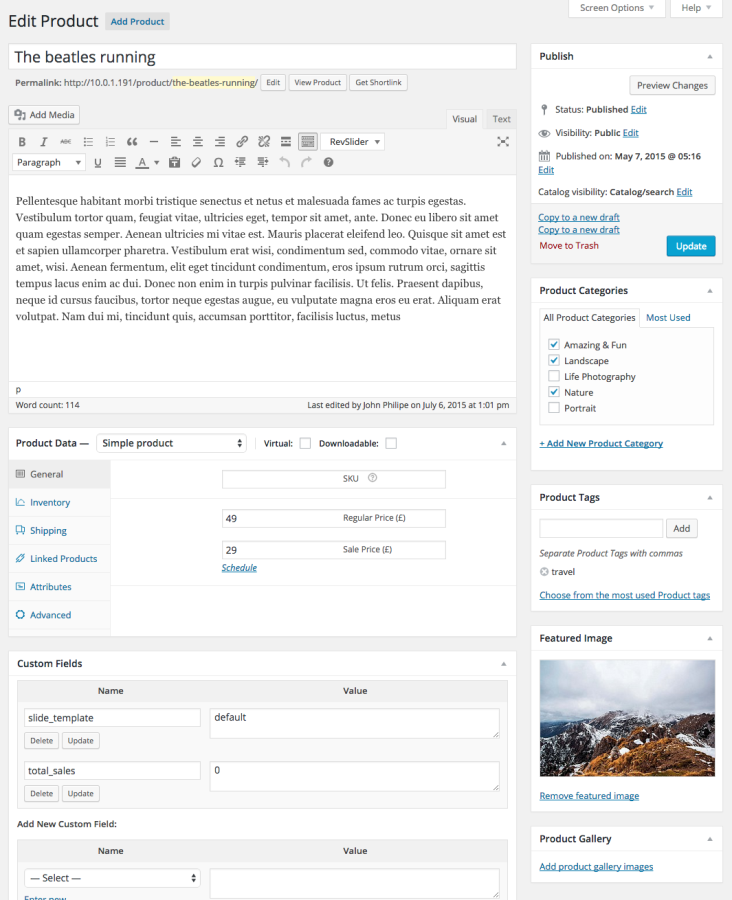 Screen Options
Help
Edit Product
Add Product
The beatles running
Permalink: http://10.0.1.191/product/the-beatles-running/ Edit View Product Get Shortlink
Add Media
Visual
Text
B I ABC RevSlider
Paragraph U A Ω
Pellentesque habitant morbi tristique senectus et netus et malesuada fames ac turpis egestas.
Vestibulum tortor quam, feugiat vitae, ultricies eget, tempor sit amet, ante. Donec eu libero sit amet
quam egestas semper. Aenean ultricies mi vitae est. Mauris placerat eleifend leo. Quisque sit amet est
et sapien ullamcorper pharetra. Vestibulum erat wisi, condimentum sed, commodo vitae, ornare sit
amet, wisi. Aenean fermentum, elit eget tincidunt condimentum, eros ipsum rutrum orci, sagittis
tempus lacus enim ac dui. Donec non enim in turpis pulvinar facilisis. Ut felis. Praesent dapibus,
neque id cursus faucibus, tortor neque egestas augue, eu vulputate magna eros eu erat. Aliquam erat
volutpat. Nam dui mi, tincidunt quis, accumsan porttitor, facilisis luctus, metus
p
Word count: 114
Last edited by John Philipe on July 6, 2015 at 1:01 pm
Product Data — Simple product Virtual: Downloadable:
General
Inventory
Shipping
Linked Products
Attributes
Advanced
SKU
49 Regular Price (£)
29 Sale Price (£)
Schedule
Custom Fields
Name Value
slide_template default
Delete Update
total_sales 0
Delete Update
Add New Custom Field:
Name Value
— Select —
Enter new
Publish
Preview Changes
Status: Published Edit
Visibility: Public Edit
Published on: May 7, 2015 @ 05:16
Edit
Catalog visibility: Catalog/search Edit
Copy to a new draft
Copy to a new draft
Move to Trash
Update
Product Categories
All Product Categories Most Used
Amazing & Fun
Landscape
Life Photography
Nature
Portrait
+ Add New Product Category
Product Tags
Add
Separate Product Tags with commas
travel
Choose from the most used Product tags
Featured Image
Remove featured image
Product Gallery
Add product gallery images